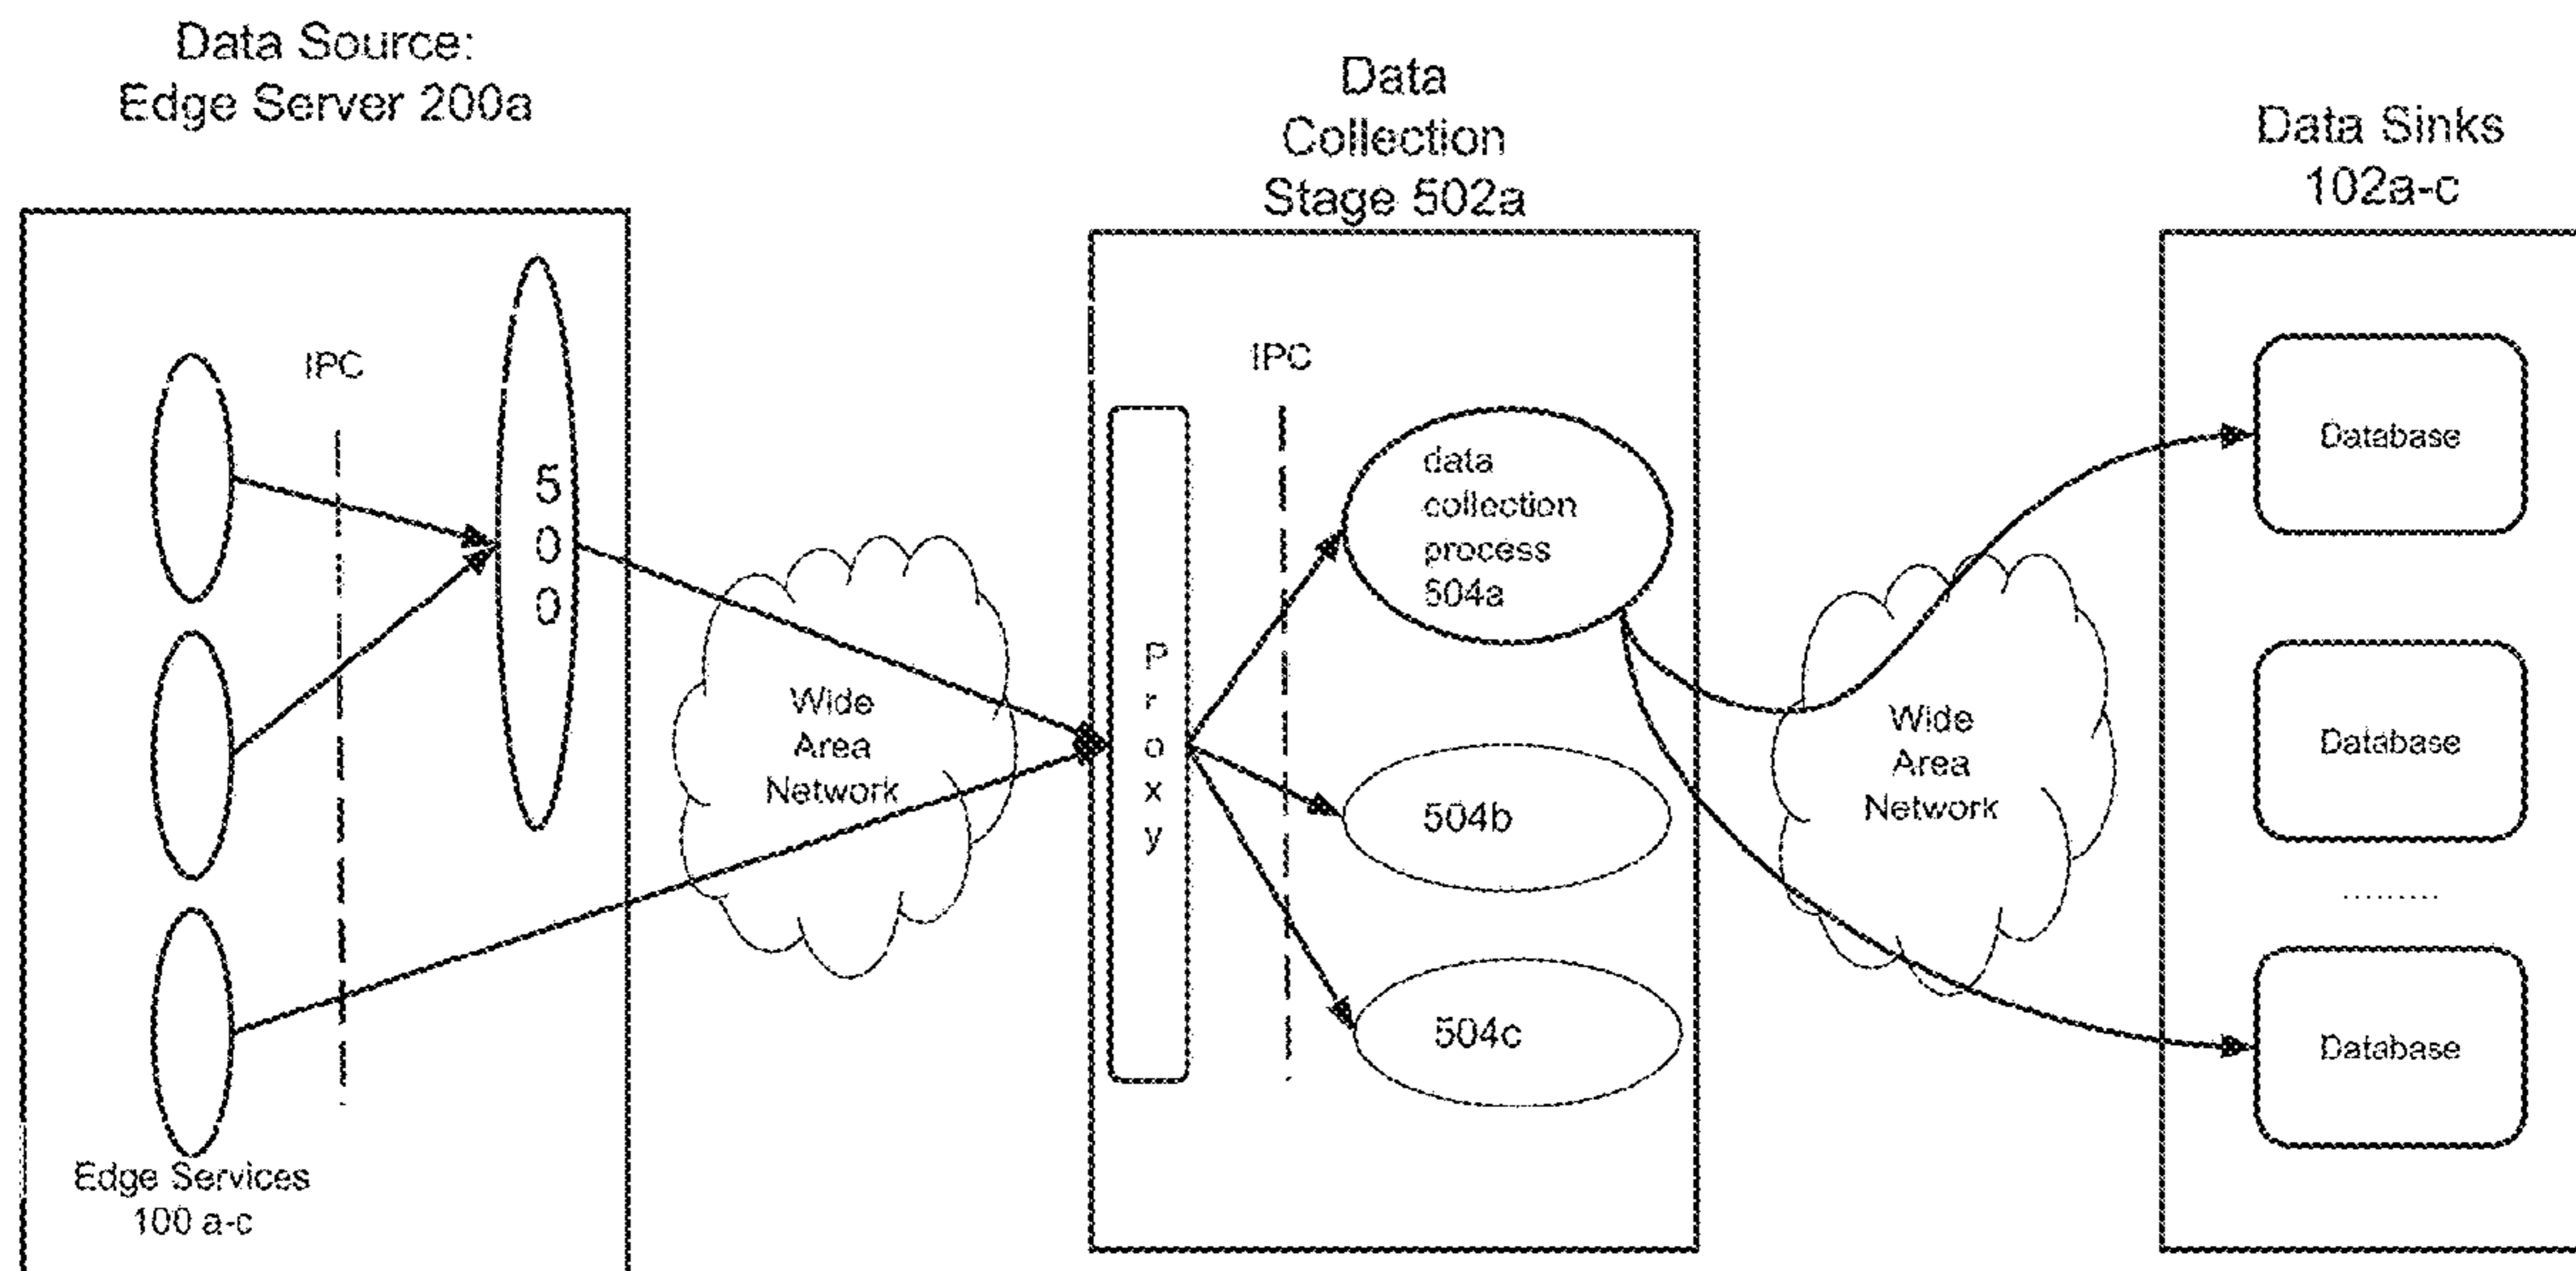 Data Source:
Edge Server 200a
IPC
5
0
0
Edge Services
100 a-c
Wide
Area
Network
Data
Collection
Stage 502a
P
r
o
x
y
IPC
data
collection
process
504a
504b
504c
Wide
Area
Network
Data Sinks
102a-c
Database
Database
.........
Database